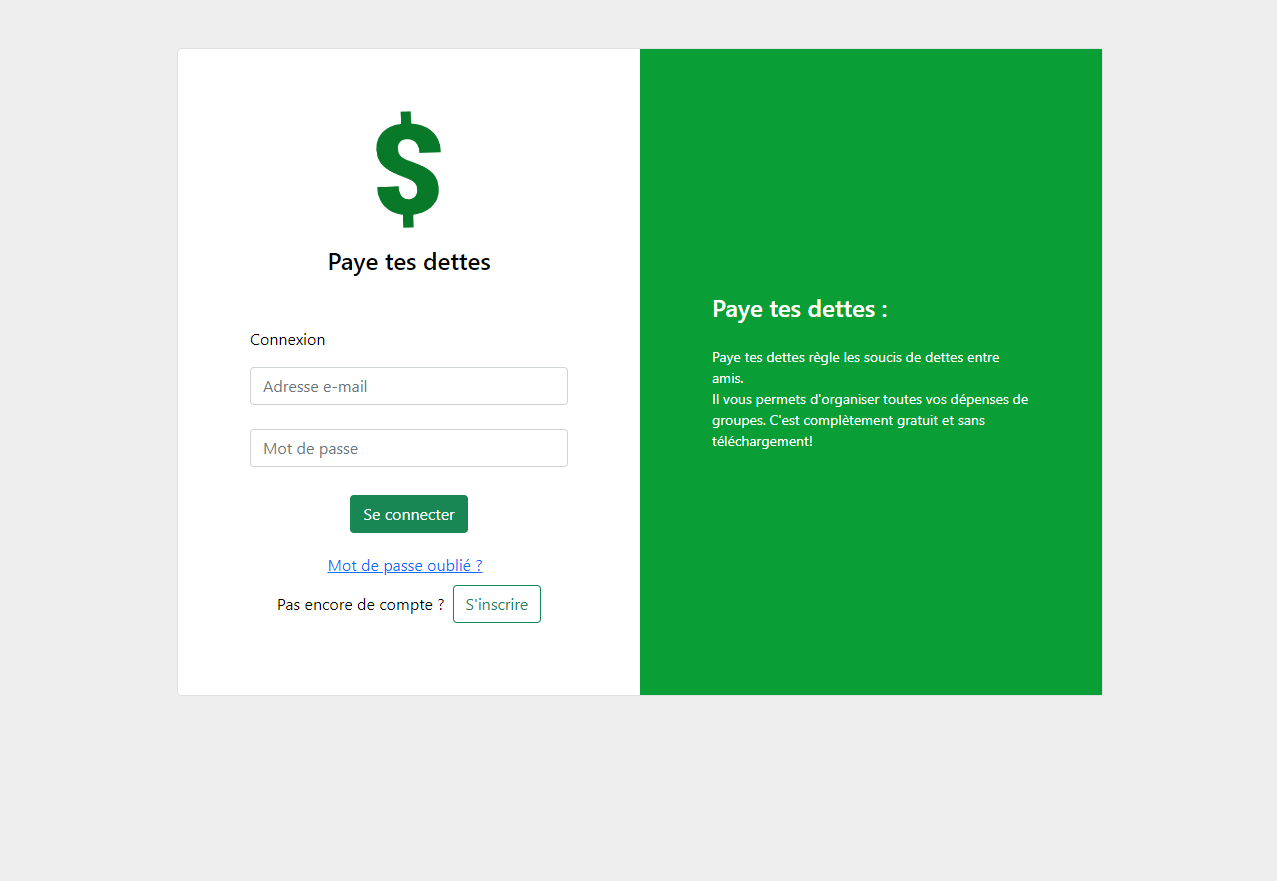 $
Paye tes dettes
Connexion
Adresse e-mail
Mot de passe
Se connecter
Mot de passe oublié ?
Pas encore de compte ? S'inscrire
Paye tes dettes :
Paye tes dettes règle les soucis de dettes entre
amis.
Il vous permets d'organiser toutes vos dépenses de
groupes. C'est complètement gratuit et sans
téléchargement!